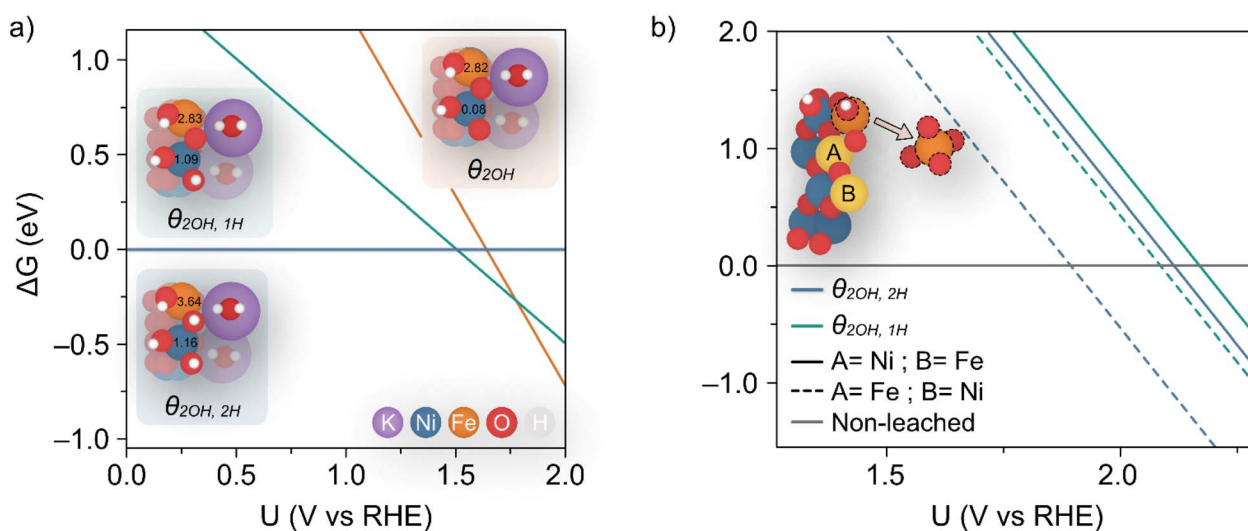 a)
b)
ΔG (eV)
1.0
0.5
0.0
−0.5
−1.0
2.83
1.09
θ2OH, 1H
2.82
0.08
θ2OH
3.64
1.16
θ2OH, 2H
K Ni Fe O H
0.0 0.5 1.0 1.5 2.0
U (V vs RHE)
2.0
1.0
0.0
−1.0
A
B
θ2OH, 2H
θ2OH, 1H
A= Ni ; B= Fe
A= Fe ; B= Ni
Non-leached
1.5 2.0
U (V vs RHE)